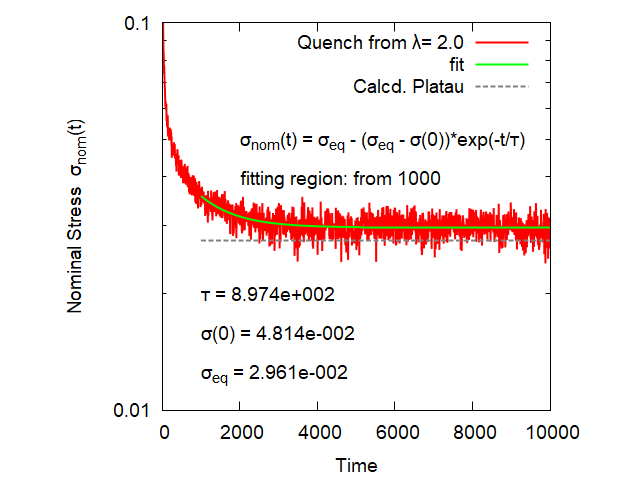 0.1
Quench from λ= 2.0
fit
Calcd. Platau
σnom(t) = σeq - (σeq - σ(0))*exp(-t/τ)
fitting region: from 1000
Nominal Stress σnom(t)
τ = 8.974e+002
σ(0) = 4.814e-002
σeq = 2.961e-002
0.01
0 2000 4000 6000 8000 10000
Time